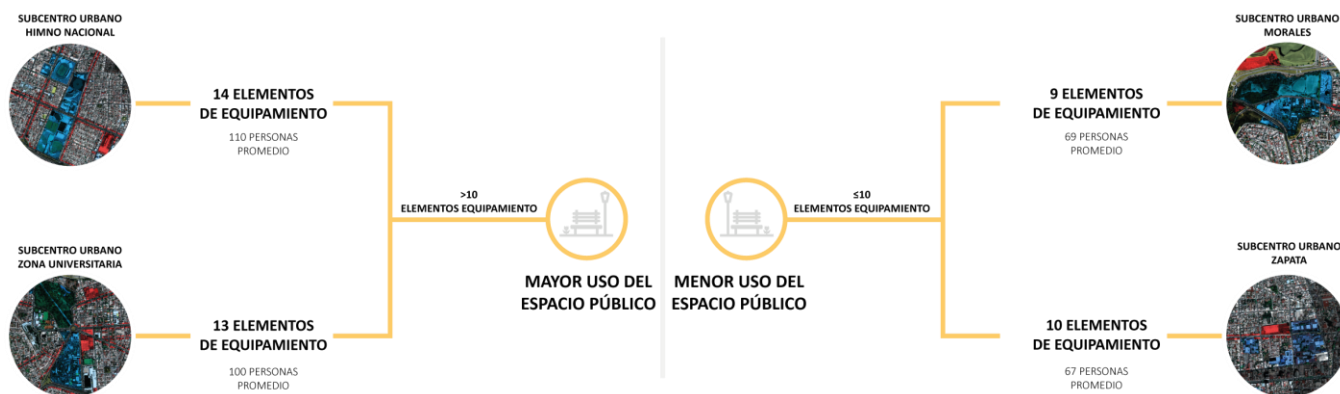 SUBCENTRO URBANO
HIMNO NACIONAL
14 ELEMENTOS
DE EQUIPAMIENTO
110 PERSONAS
PROMEDIO
SUBCENTRO URBANO
ZONA UNIVERSITARIA
13 ELEMENTOS
DE EQUIPAMIENTO
100 PERSONAS
PROMEDIO
>10
ELEMENTOS EQUIPAMIENTO
MAYOR USO DEL
ESPACIO PÚBLICO
MENOR USO DEL
ESPACIO PÚBLICO
≤10
ELEMENTOS EQUIPAMIENTO
SUBCENTRO URBANO
MORALES
9 ELEMENTOS
DE EQUIPAMIENTO
69 PERSONAS
PROMEDIO
SUBCENTRO URBANO
ZAPATA
10 ELEMENTOS
DE EQUIPAMIENTO
67 PERSONAS
PROMEDIO